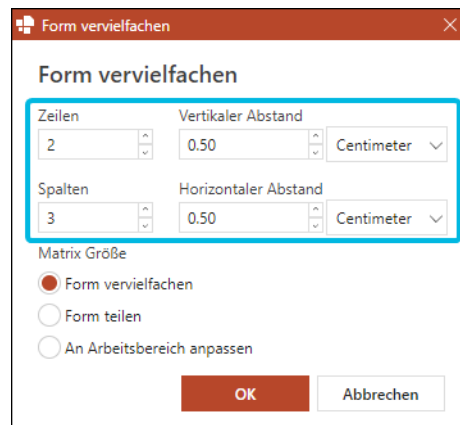 Form vervielfachen
Form vervielfachen
Zeilen Vertikaler Abstand
2 0.50 Centimeter
Spalten Horizontaler Abstand
3 0.50 Centimeter
Matrix Größe
Form vervielfachen
Form teilen
An Arbeitsbereich anpassen
OK Abbrechen